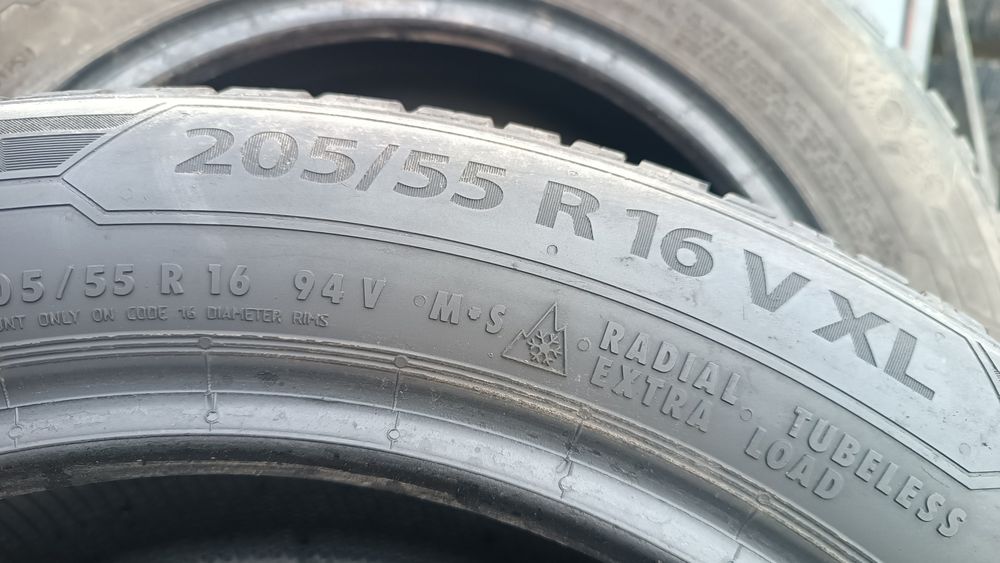 205/55 R 16 V XL
05/55 R 16 94 V M+S RADIAL TUBELESS
EXTRA LOAD
UNT ONLY ON CODE 16 DIAMETER RIMS